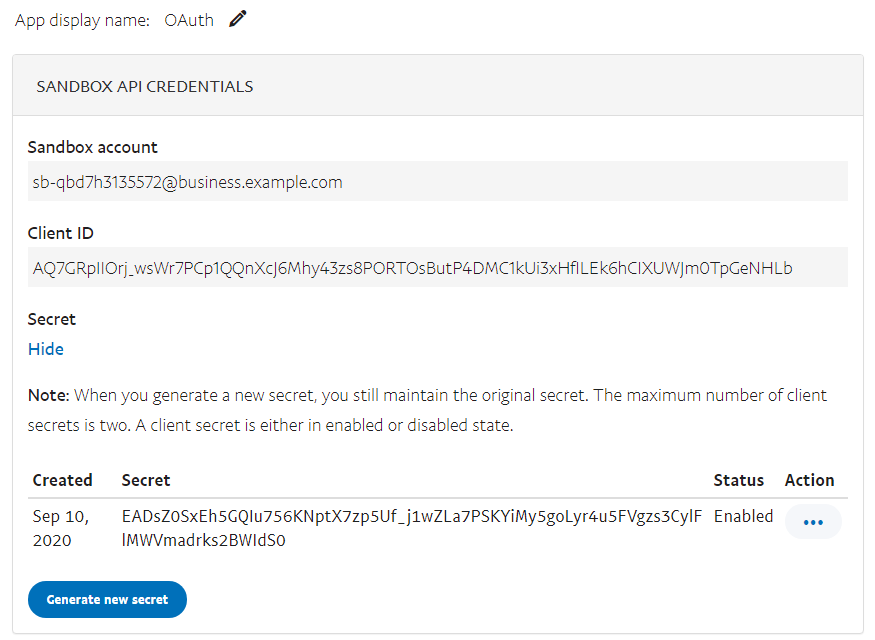 App display name: OAuth
SANDBOX API CREDENTIALS
Sandbox account
sb-qbd7h3135572@business.example.com
Client ID
AQ7GRpIIOrj_wsWr7PCp1QQnXcJ6Mhy43zs8PORTOsButP4DMC1kUi3xHflLEk6hCIXUWJm0TpGeNHLb
Secret
Hide
Note: When you generate a new secret, you still maintain the original secret. The maximum number of client
secrets is two. A client secret is either in enabled or disabled state.
Created Secret Status Action
Sep 10, EADsZ0SxEh5GQIu756KNptX7zp5Uf_j1wZLa7PSKYiMy5goLyr4u5FVgzs3CylF Enabled
2020 lMWVmadrks2BWIdS0
Generate new secret